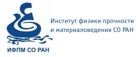 Институт физики прочности
и материаловедения СО РАН
ИФПМ СО РАН